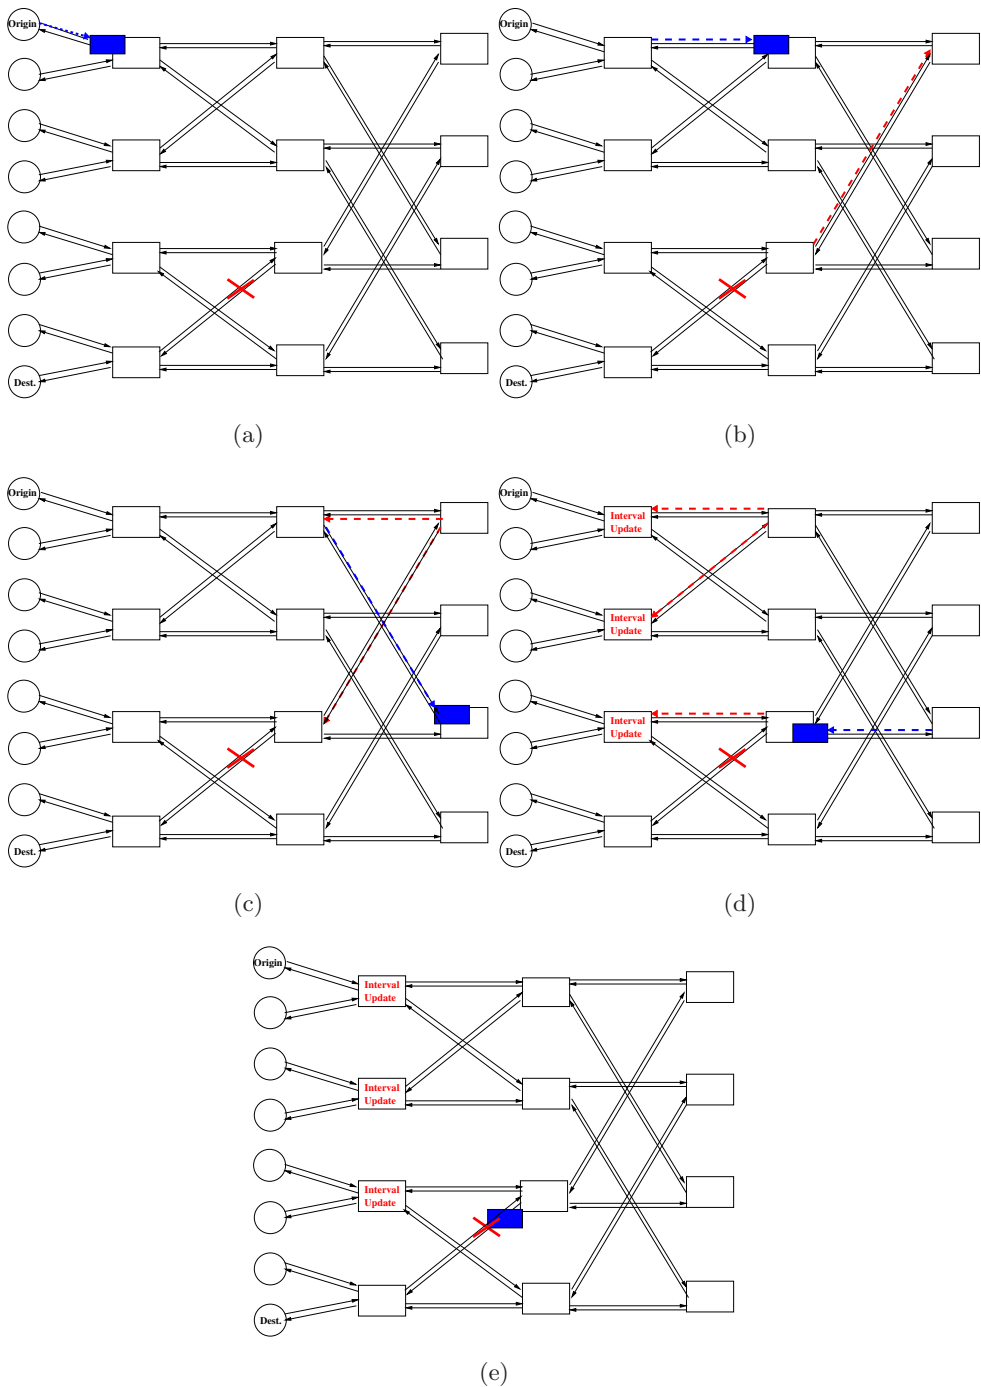 Origin
Dest.
(a)
Origin
Dest.
(b)
Origin
Dest.
(c)
Origin
Interval
Update
Interval
Update
Interval
Update
Dest.
(d)
Origin
Interval
Update
Interval
Update
Interval
Update
Dest.
(e)